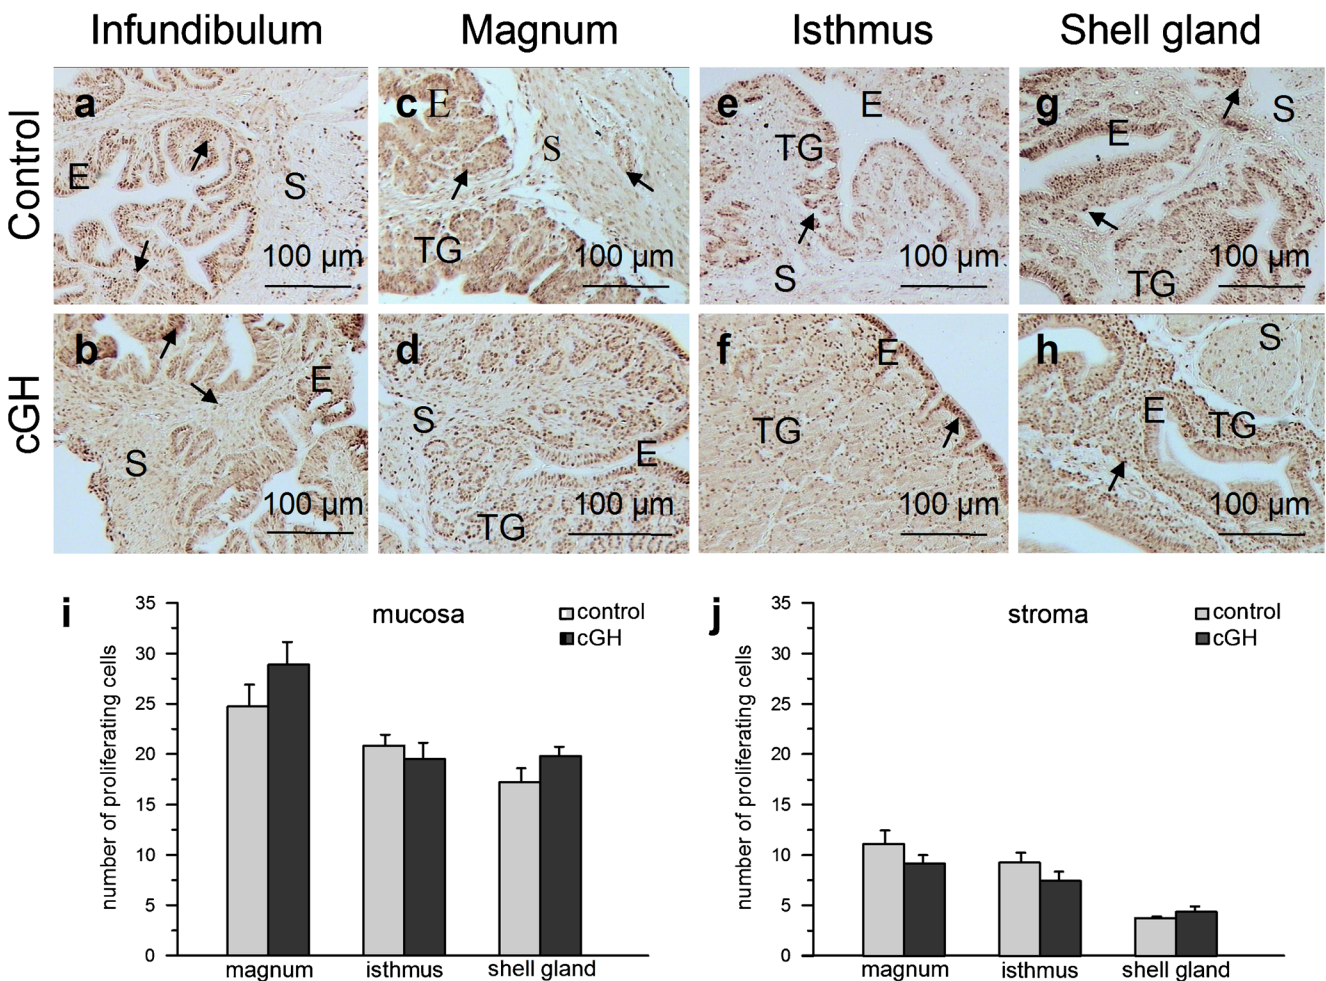 Infundibulum Magnum Isthmus Shell gland
Control
a E S 100 µm
c E S TG 100 µm
e E TG S 100 µm
g E S TG 100 µm
cGH
b E S 100 µm
d S E TG 100 µm
f E TG 100 µm
h S E TG 100 µm
i
mucosa
control
cGH
number of proliferating cells
35
30
25
20
15
10
5
0
magnum isthmus shell gland
j
stroma
control
cGH
number of proliferating cells
35
30
25
20
15
10
5
0
magnum isthmus shell gland